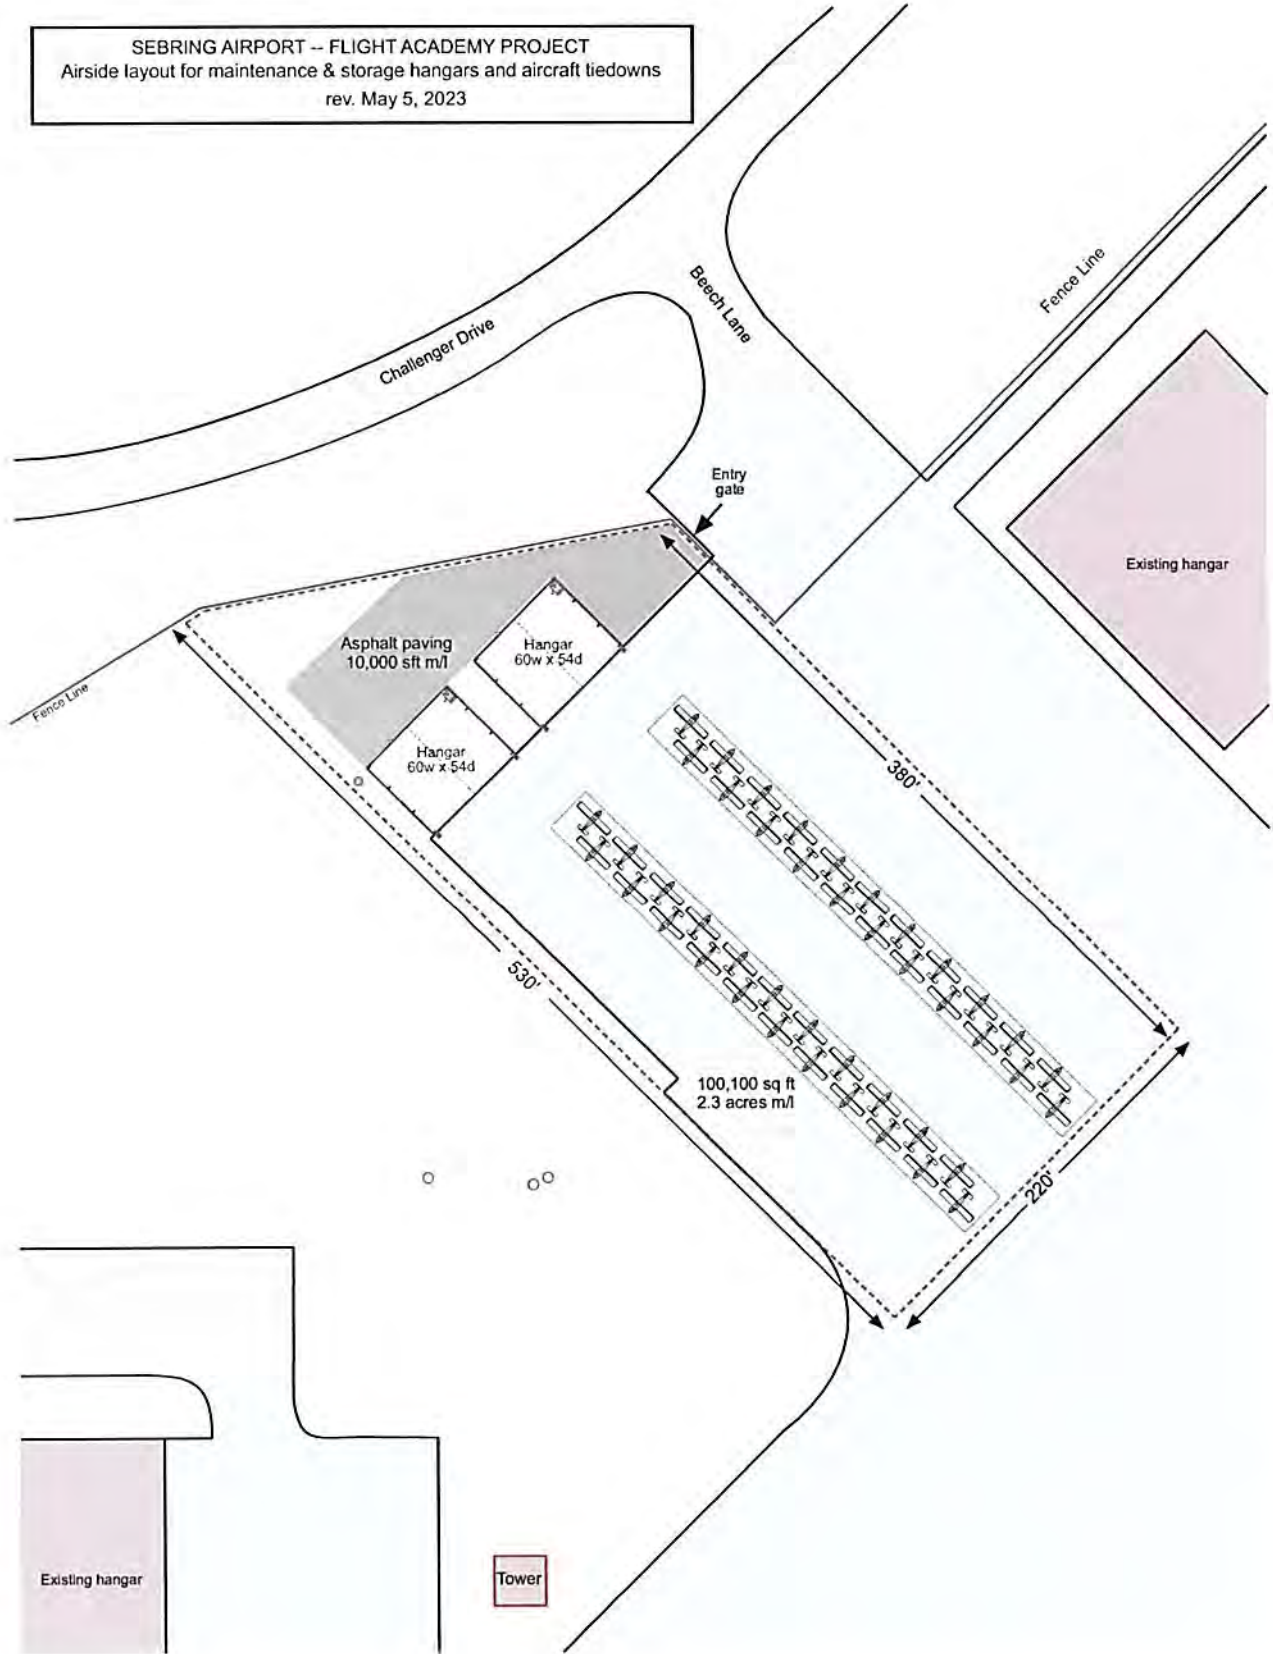 SEBRING AIRPORT -- FLIGHT ACADEMY PROJECT
Airside layout for maintenance & storage hangars and aircraft tiedowns
rev. May 5, 2023
Beech Lane
Fence Line
Challenger Drive
Entry
gate
Existing hangar
Asphalt paving
10,000 sft m/l
Hangar
60w x 54d
Fence Line
Hangar
60w x 54d
380'
530'
100,100 sq ft
2.3 acres m/l
220'
Existing hangar
Tower